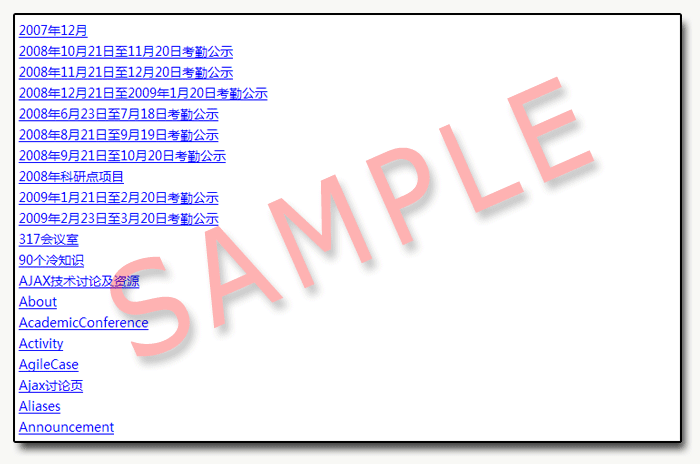 2007年12月
2008年10月21日至11月20日考勤公示
2008年11月21日至12月20日考勤公示
2008年12月21日至2009年1月20日考勤公示
2008年6月23日至7月18日考勤公示
2008年8月21日至9月19日考勤公示
2008年9月21日至10月20日考勤公示
2008年科研点项目
2009年1月21日至2月20日考勤公示
2009年2月23日至3月20日考勤公示
317会议室
90个冷知识
AJAX技术讨论及资源
About
AcademicConference
Activity
AgileCase
Ajax讨论页
Aliases
Announcement
SAMPLE